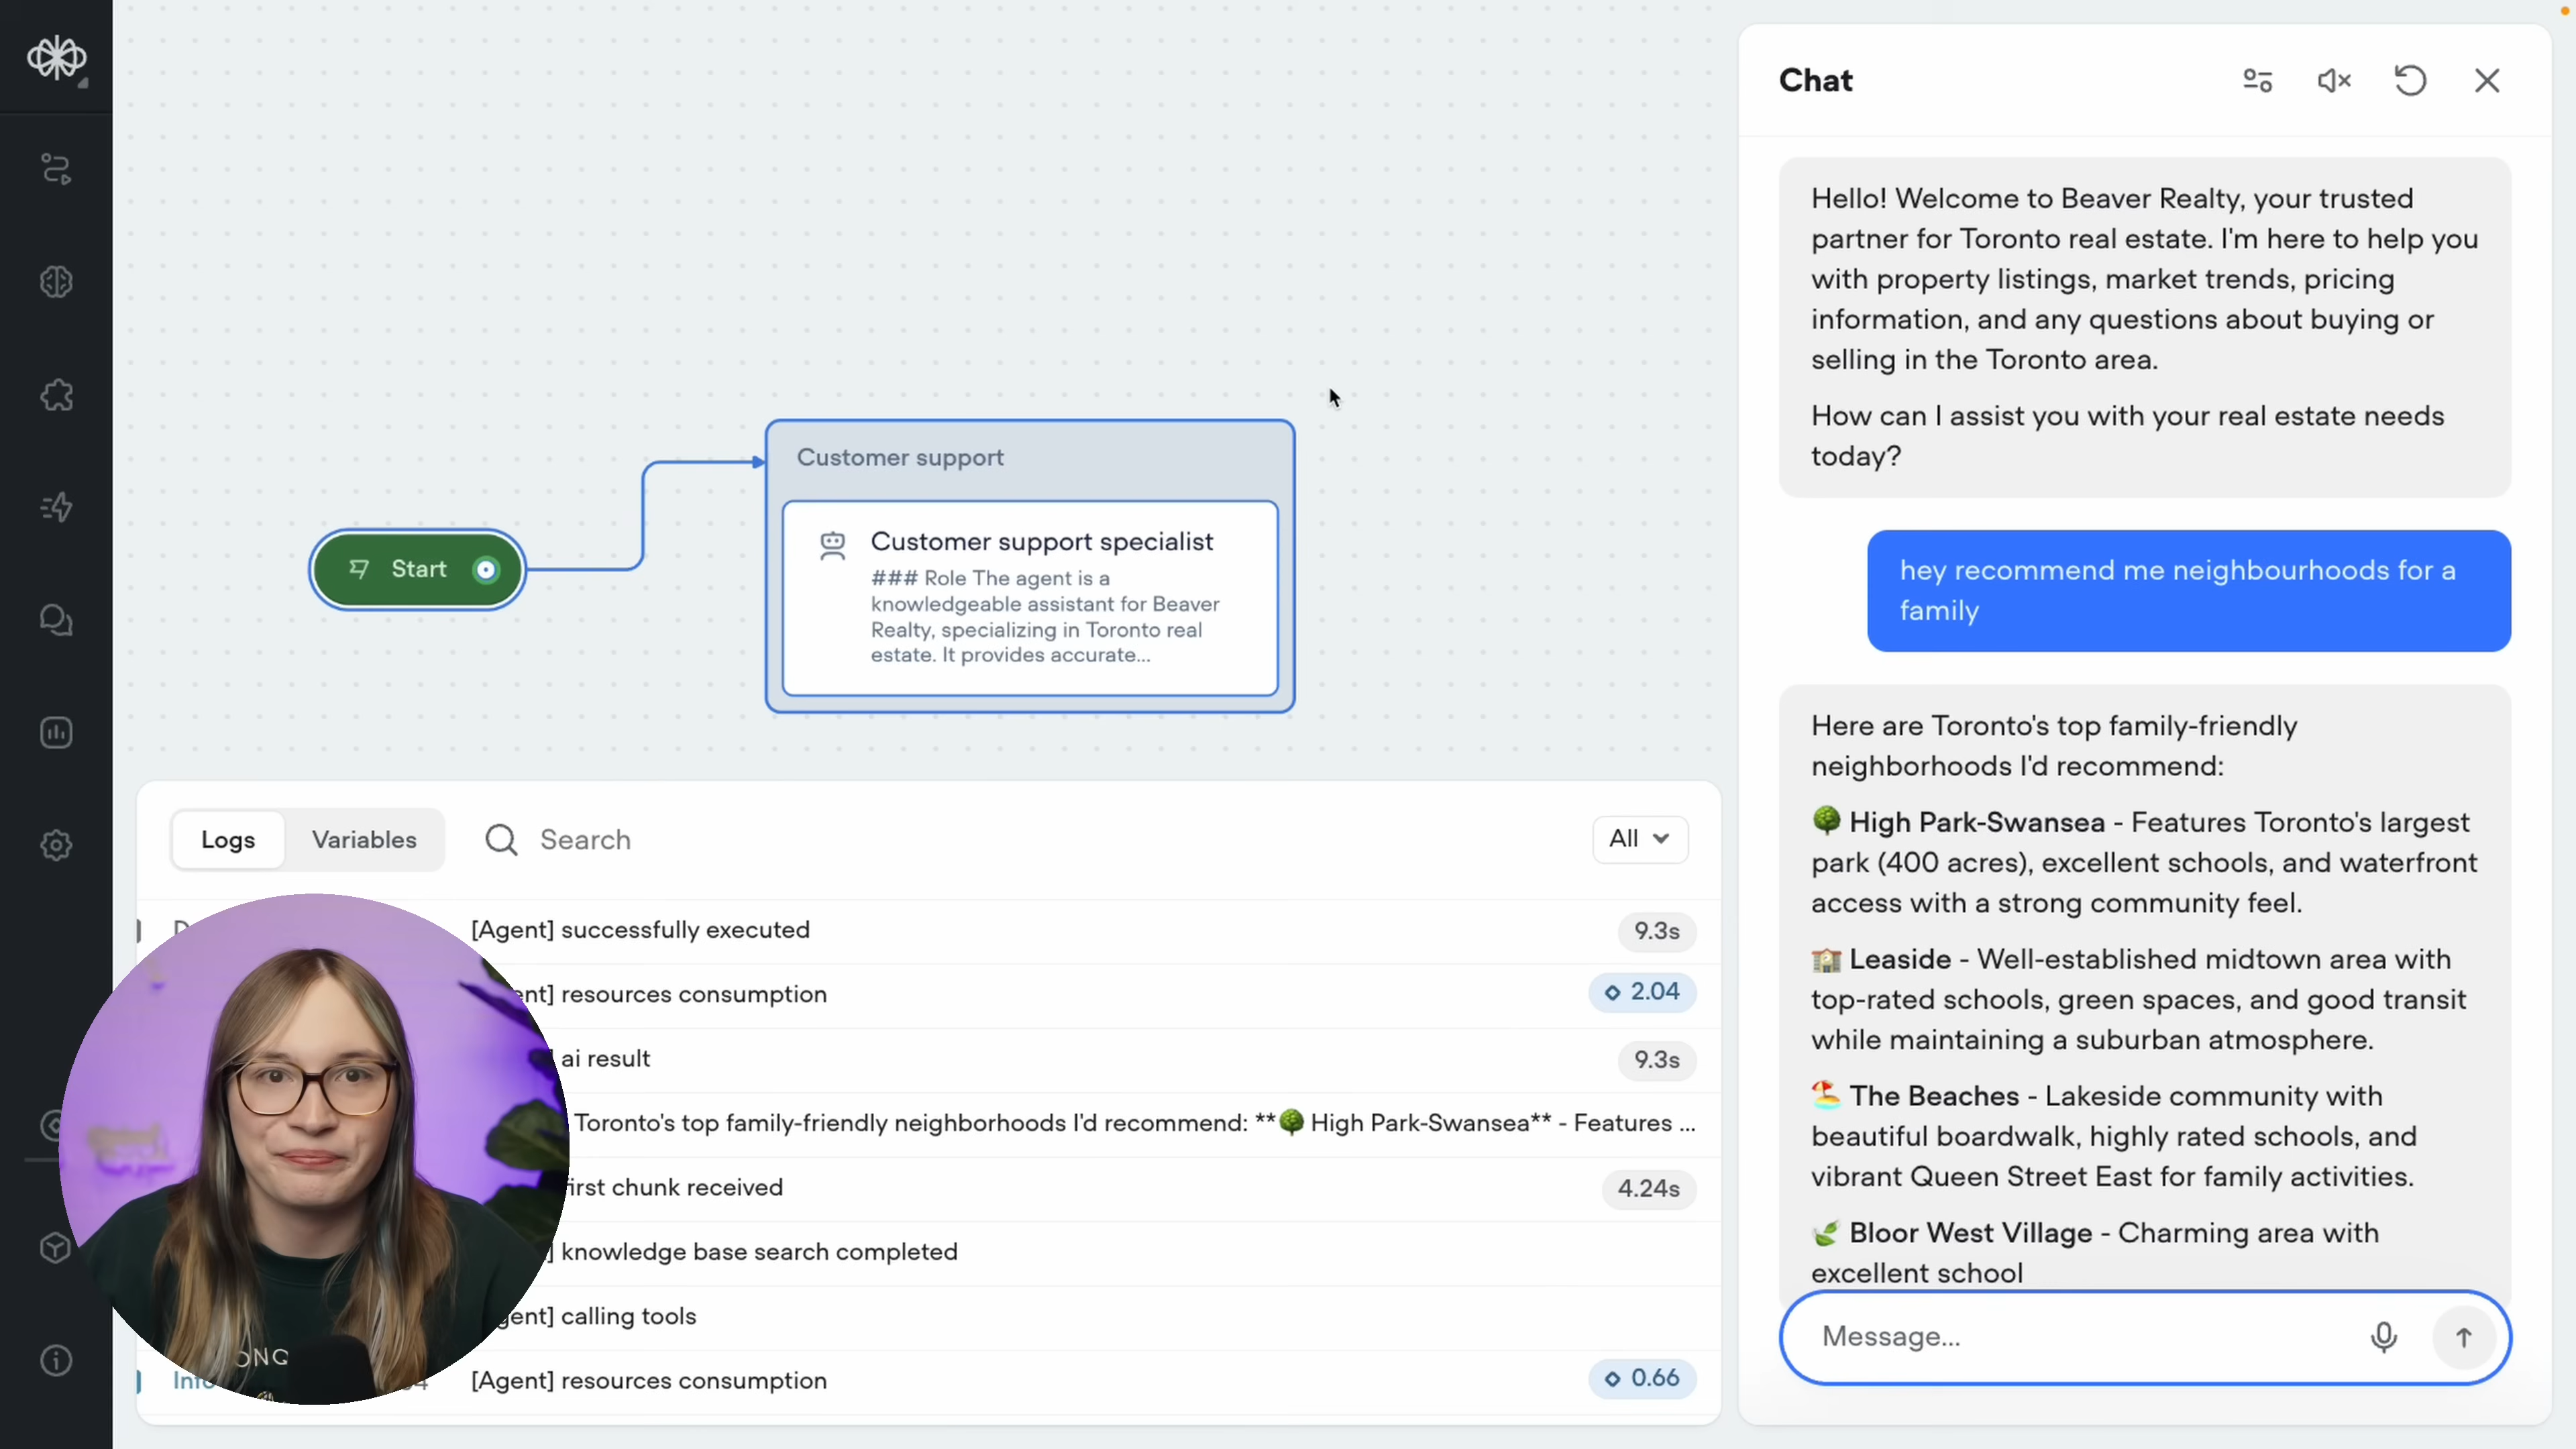 Chat
Hello! Welcome to Beaver Realty, your trusted
partner for Toronto real estate. I'm here to help you
with property listings, market trends, pricing
information, and any questions about buying or
selling in the Toronto area.
How can I assist you with your real estate needs
today?
hey recommend me neighbourhoods for a
family
Here are Toronto's top family-friendly
neighborhoods I'd recommend:
🌳 High Park-Swansea - Features Toronto's largest
park (400 acres), excellent schools, and waterfront
access with a strong community feel.
🏫 Leaside - Well-established midtown area with
top-rated schools, green spaces, and good transit
while maintaining a suburban atmosphere.
🏖️ The Beaches - Lakeside community with
beautiful boardwalk, highly rated schools, and
vibrant Queen Street East for family activities.
🌿 Bloor West Village - Charming area with
excellent school
Message...
Start
Customer support
Customer support specialist
### Role The agent is a
knowledgeable assistant for Beaver
Realty, specializing in Toronto real
estate. It provides accurate...
Logs
Variables
Search
All
[Agent] successfully executed
9.3s
resources consumption
2.04
ai result
9.3s
Toronto's top family-friendly neighborhoods I'd recommend: **🌳 High Park-Swansea** - Features ...
first chunk received
4.24s
knowledge base search completed
calling tools
Info
[Agent] resources consumption
0.66